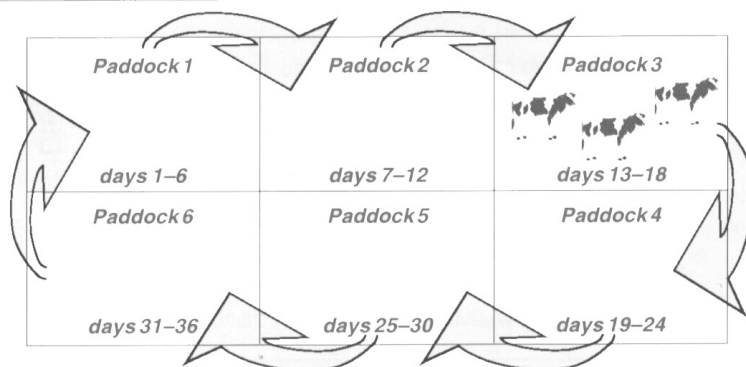 Paddock 1
Paddock 2
Paddock 3
days 1–6
days 7–12
days 13–18
Paddock 6
Paddock 5
Paddock 4
days 31–36
days 25–30
days 19–24